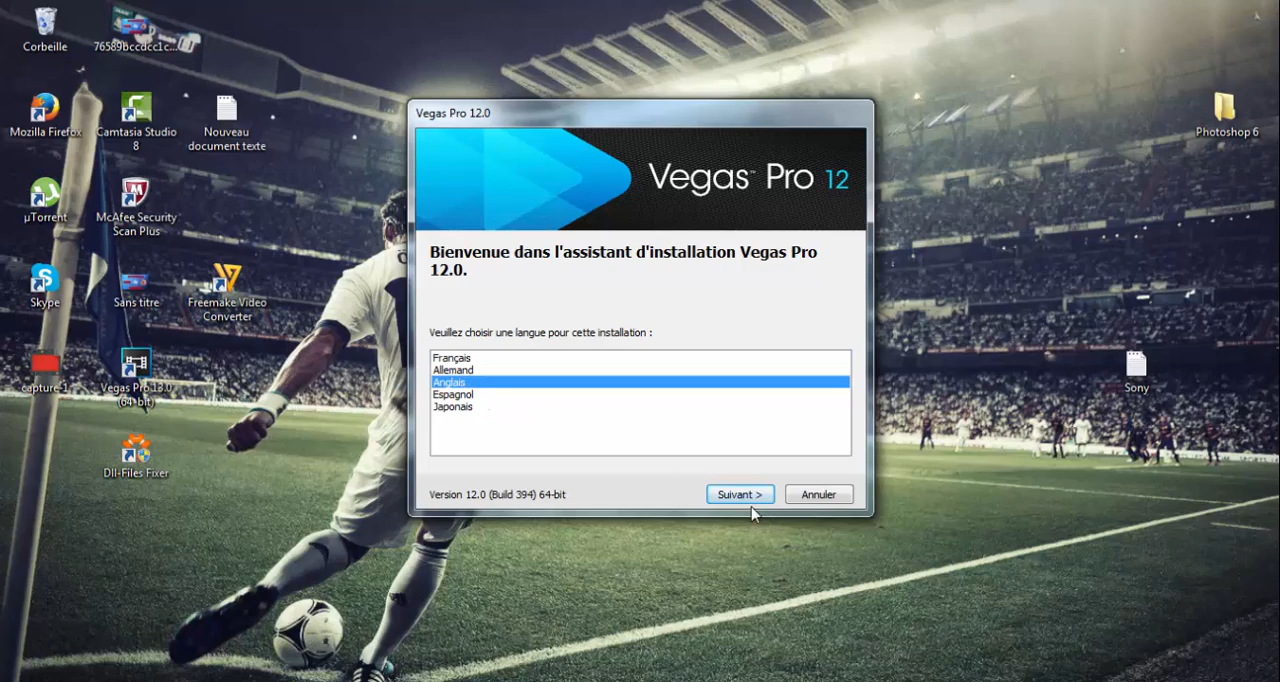 Corbeille
76589bccdcc1c...
Mozilla Firefox
Camtasia Studio
8
Nouveau
document texte
µTorrent
McAfee Security
Scan Plus
Skype
Sans titre
Freemake Video
Converter
capture-1
Vegas Pro 13.0
(64-bit)
Dll-Files Fixer
Photoshop 6
Sony
Vegas Pro 12.0
Vegas™ Pro 12
Bienvenue dans l'assistant d'installation Vegas Pro
12.0.
Veuillez choisir une langue pour cette installation :
Français
Allemand
Anglais
Espagnol
Japonais
Version 12.0 (Build 394) 64-bit
Suivant >
Annuler